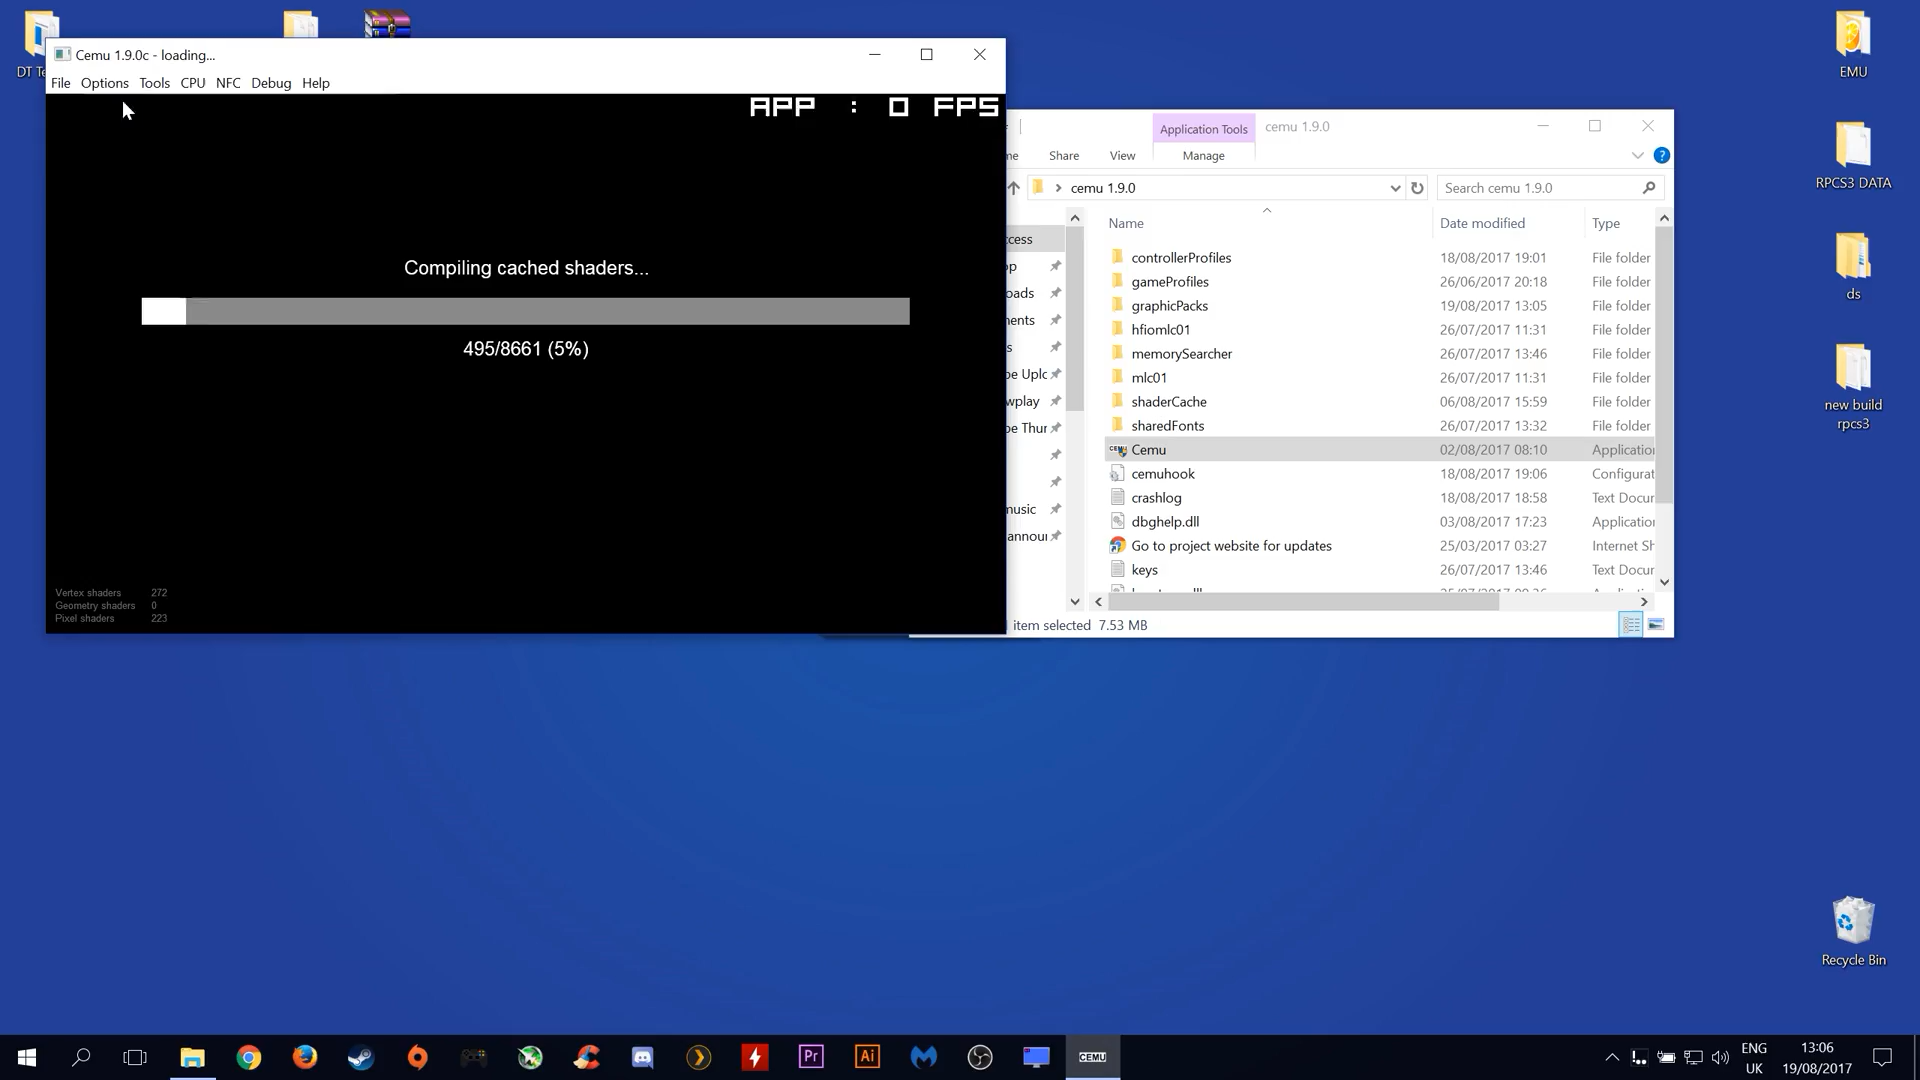 DT Te
EMU
RPCS3 DATA
ds
new build
rpcs3
Recycle Bin
Cemu 1.9.0c - loading...
File Options Tools CPU NFC Debug Help
APP : 0 FPS
Compiling cached shaders...
495/8661 (5%)
Vertex shaders 272
Geometry shaders 0
Pixel shaders 223
Application Tools cemu 1.9.0
me Share View Manage
cemu 1.9.0 Search cemu 1.9.0
Name Date modified Type
controllerProfiles 18/08/2017 19:01 File folder
gameProfiles 26/06/2017 20:18 File folder
graphicPacks 19/08/2017 13:05 File folder
hfiomlc01 26/07/2017 11:31 File folder
memorySearcher 26/07/2017 13:46 File folder
mlc01 26/07/2017 11:31 File folder
shaderCache 06/08/2017 15:59 File folder
sharedFonts 26/07/2017 13:32 File folder
Cemu 02/08/2017 08:10 Applicatio
cemuhook 18/08/2017 19:06 Configurat
crashlog 18/08/2017 18:58 Text Docur
dbghelp.dll 03/08/2017 17:23 Applicatio
Go to project website for updates 25/03/2017 03:27 Internet Sh
keys 26/07/2017 13:46 Text Docur
item selected 7.53 MB
Pr Ai CEMU
ENG
UK
13:06
19/08/2017